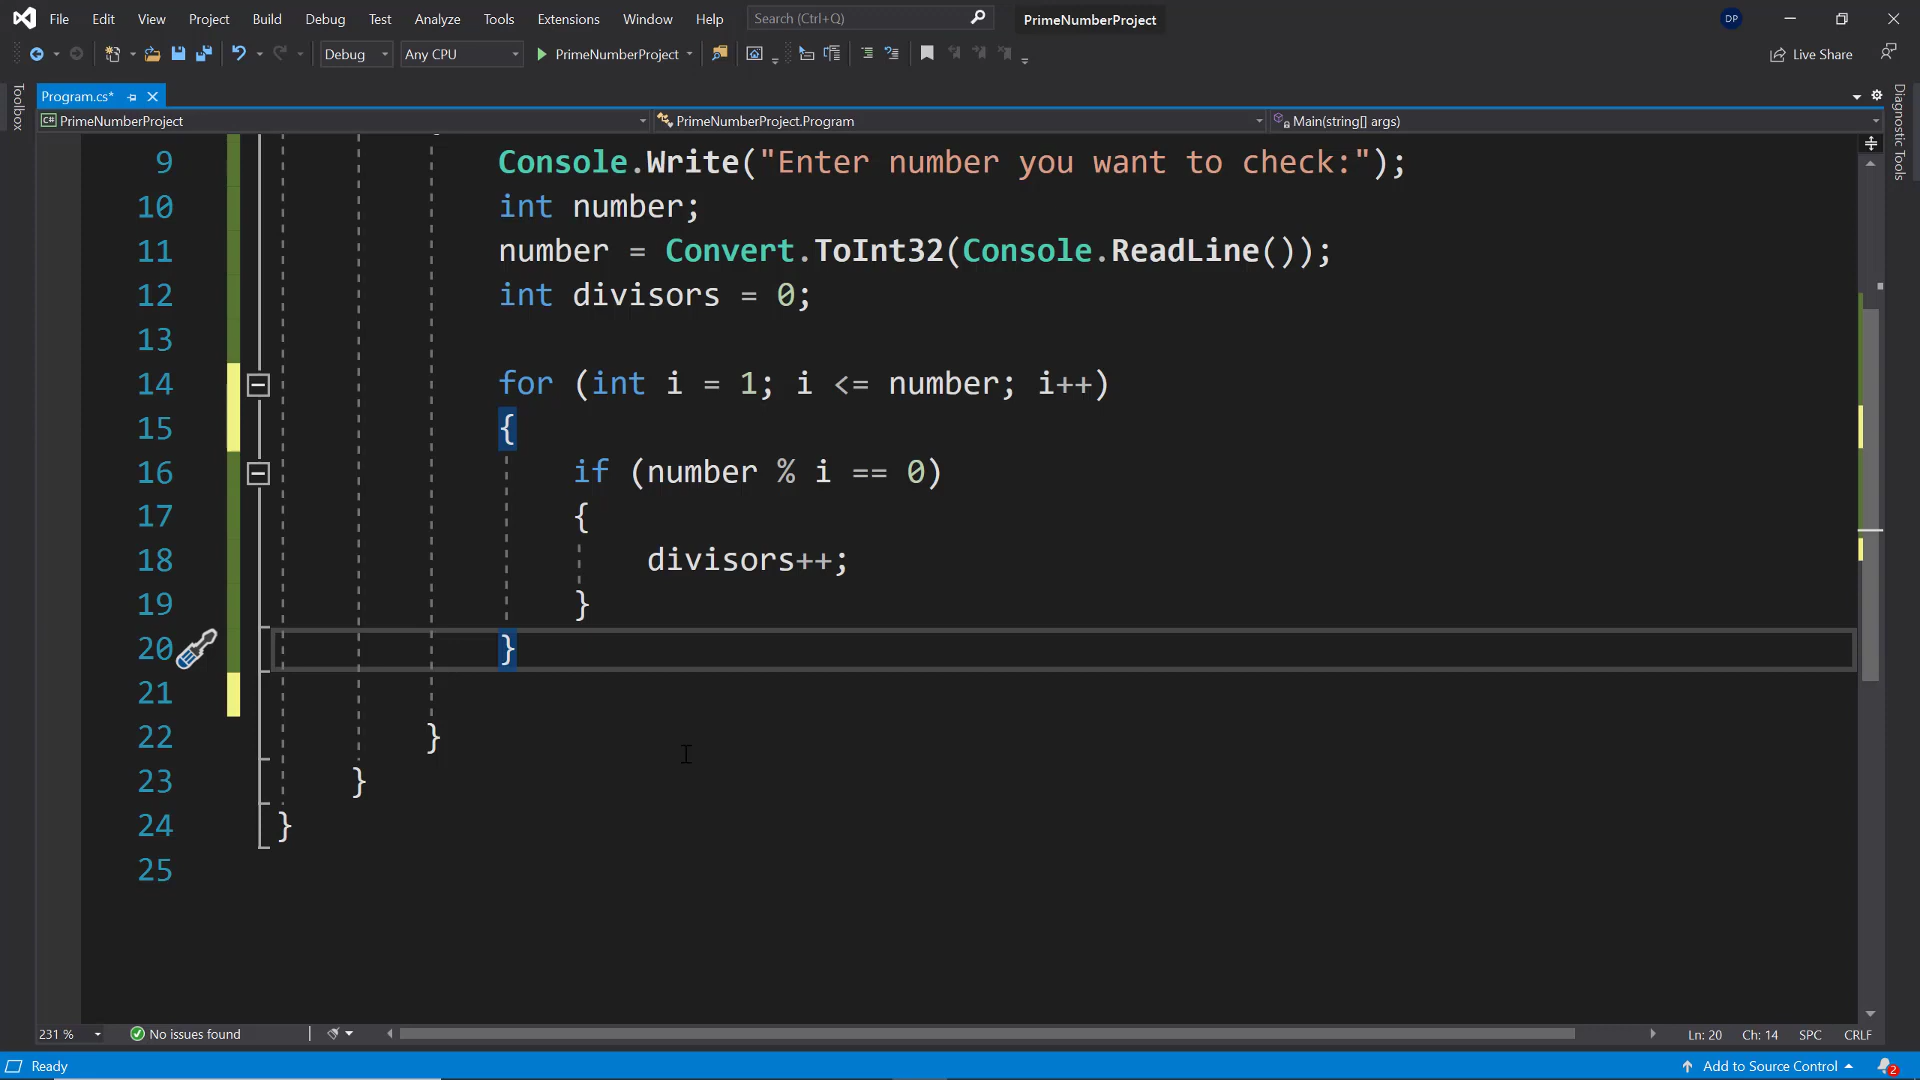 File Edit View Project Build Debug Test Analyze Tools Extensions Window Help Search (Ctrl+Q) PrimeNumberProject DP
Debug Any CPU PrimeNumberProject Live Share
Toolbox
Program.cs*
Diagnostic Tools
C# PrimeNumberProject PrimeNumberProject.Program Main(string[] args)
9 Console.Write("Enter number you want to check:");
10 int number;
11 number = Convert.ToInt32(Console.ReadLine());
12 int divisors = 0;
13
14 for (int i = 1; i <= number; i++)
15 {
16 if (number % i == 0)
17 {
18 divisors++;
19 }
20 }
21
22 }
23 }
24 }
25
231 % No issues found Ln: 20 Ch: 14 SPC CRLF
Ready Add to Source Control 2